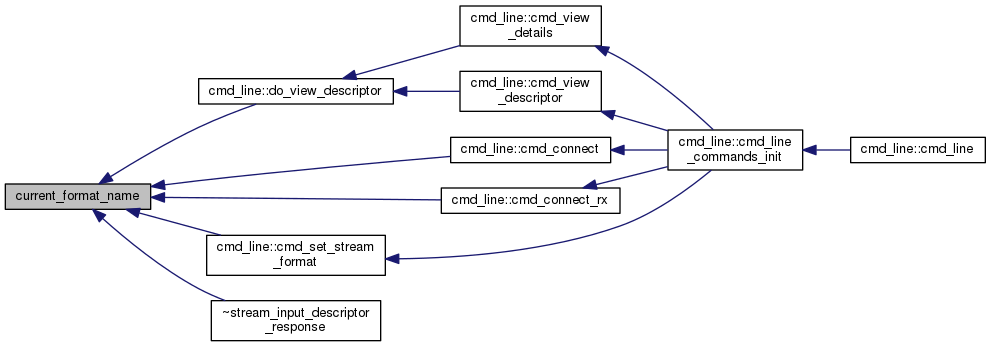 cmd_line::cmd_view
_details
cmd_line::do_view_descriptor
cmd_line::cmd_view
_descriptor
cmd_line::cmd_connect
cmd_line::cmd_line
_commands_init
cmd_line::cmd_line
current_format_name
cmd_line::cmd_connect_rx
cmd_line::cmd_set_stream
_format
~stream_input_descriptor
_response